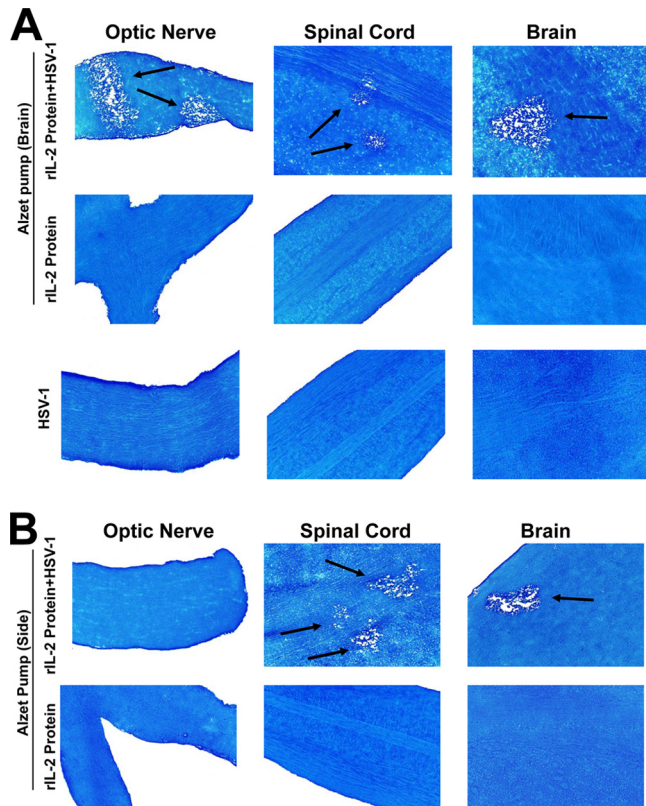 A
Optic Nerve
Spinal Cord
Brain
Alzet pump (Brain)
rIL-2 Protein+HSV-1
rIL-2 Protein
HSV-1
B
Optic Nerve
Spinal Cord
Brain
Alzet Pump (Side)
rIL-2 Protein+HSV-1
rIL-2 Protein